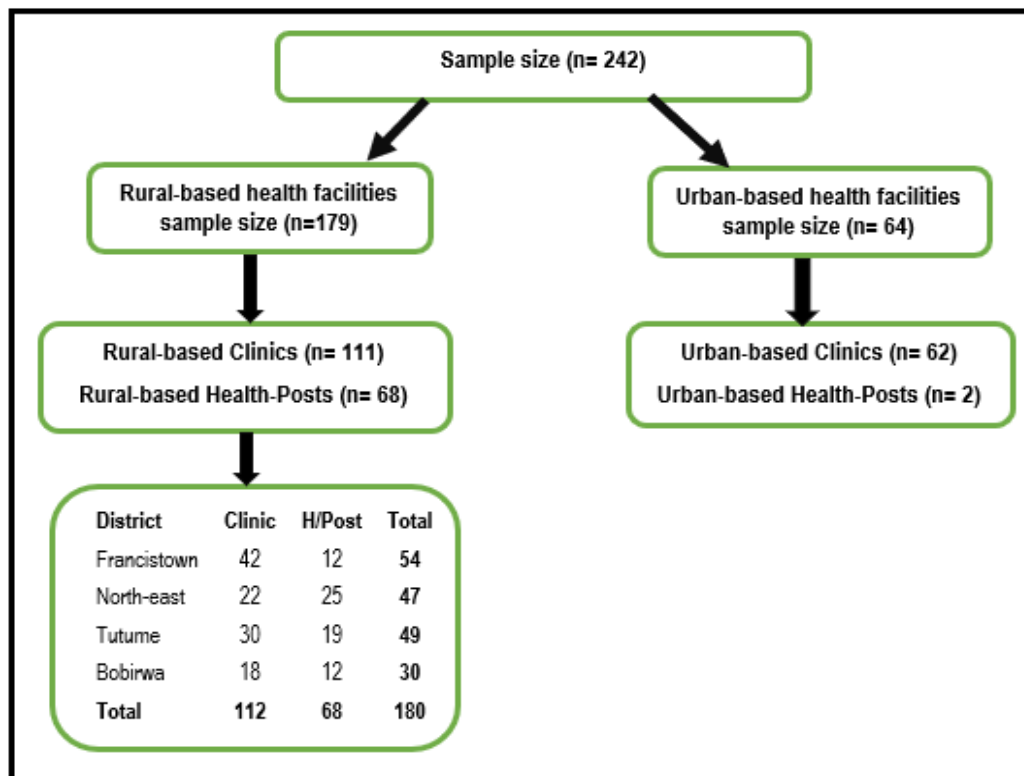 Sample size (n= 242)
Rural-based health facilities
sample size (n=179)
Urban-based health facilities
sample size (n= 64)
Rural-based Clinics (n= 111)
Rural-based Health-Posts (n= 68)
Urban-based Clinics (n= 62)
Urban-based Health-Posts (n= 2)
District Clinic H/Post Total
Francistown 42 12 54
North-east 22 25 47
Tutume 30 19 49
Bobirwa 18 12 30
Total 112 68 180